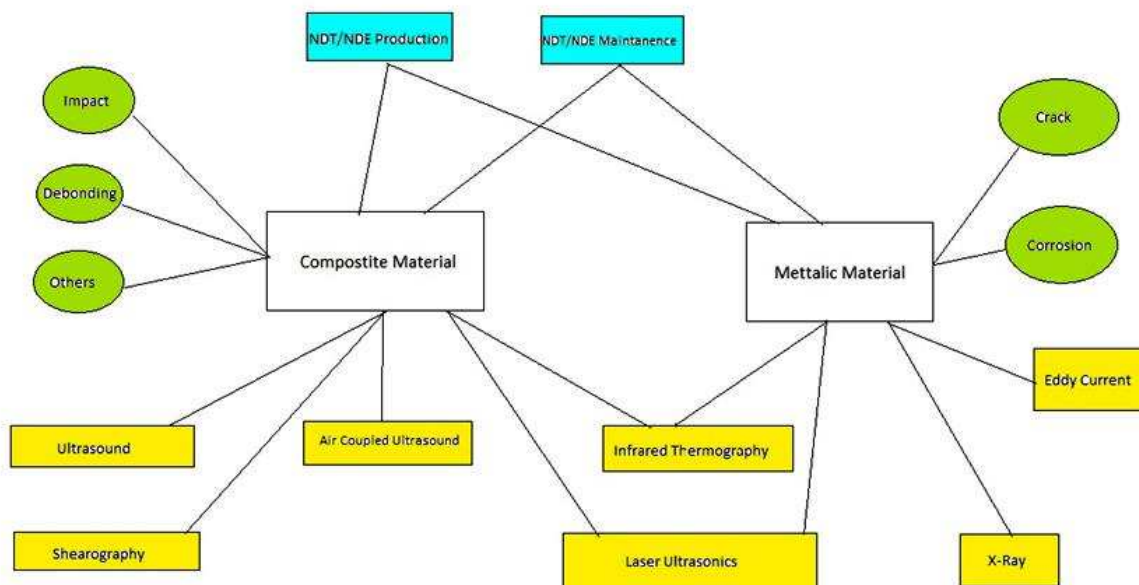 NDT/NDE Production
NDT/NDE Maintanence
Impact
Crack
Debonding
Compostite Material
Mettalic Material
Corrosion
Others
Eddy Current
Ultrasound
Air Coupled Ultrasound
Infrared Thermography
Shearography
Laser Ultrasonics
X-Ray